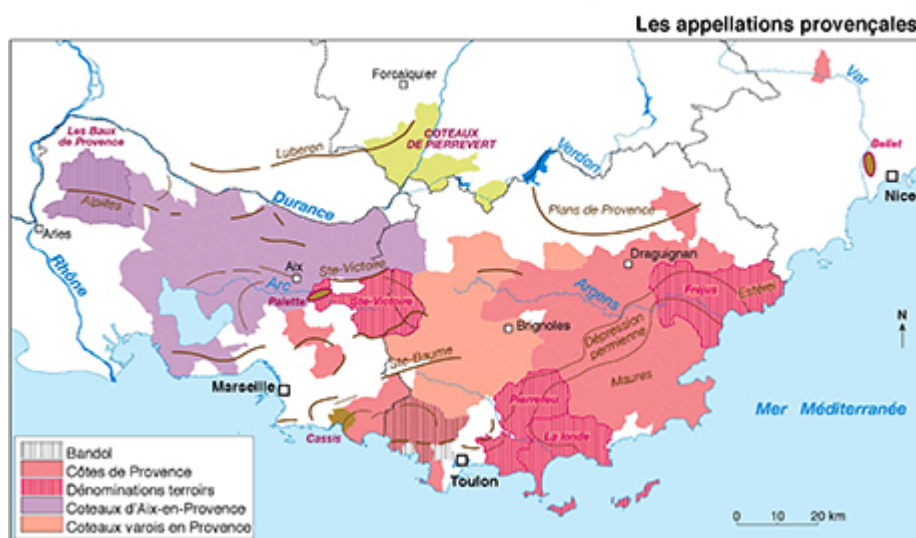 Les appellations provençales
Forcalquier
Var
Les Baux
de Provence
COTEAUX
DE PIERREVERT
Luberon
Verdon
Bellet
Nice
Alpilles
Durance
Plans de Provence
Arles
Rhône
Aix
Ste-Victoire
Draguignan
Arc
Palette
Ste-Victoire
Argens
Frejus
Estérel
Brignoles
Dépression
permienne
N
Ste-Baume
Marseille
Pierrefeu
Maures
Mer Méditerranée
Cassis
La londe
Toulon
Bandol
Côtes de Provence
Dénominations terroirs
Coteaux d'Aix-en-Provence
Coteaux varois en Provence
0 10 20 km